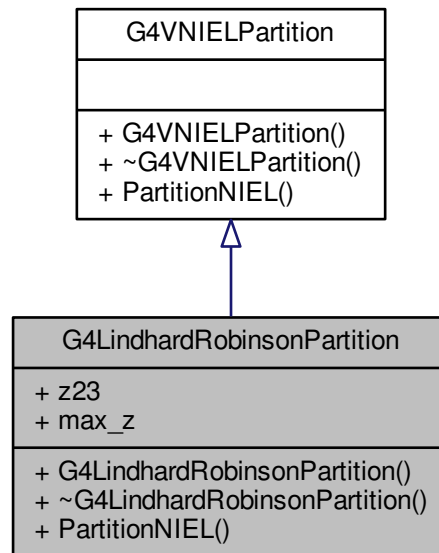 G4VNIELPartition
+ G4VNIELPartition()
+ ~G4VNIELPartition()
+ PartitionNIEL()
G4LindhardRobinsonPartition
+ z23
+ max_z
+ G4LindhardRobinsonPartition()
+ ~G4LindhardRobinsonPartition()
+ PartitionNIEL()